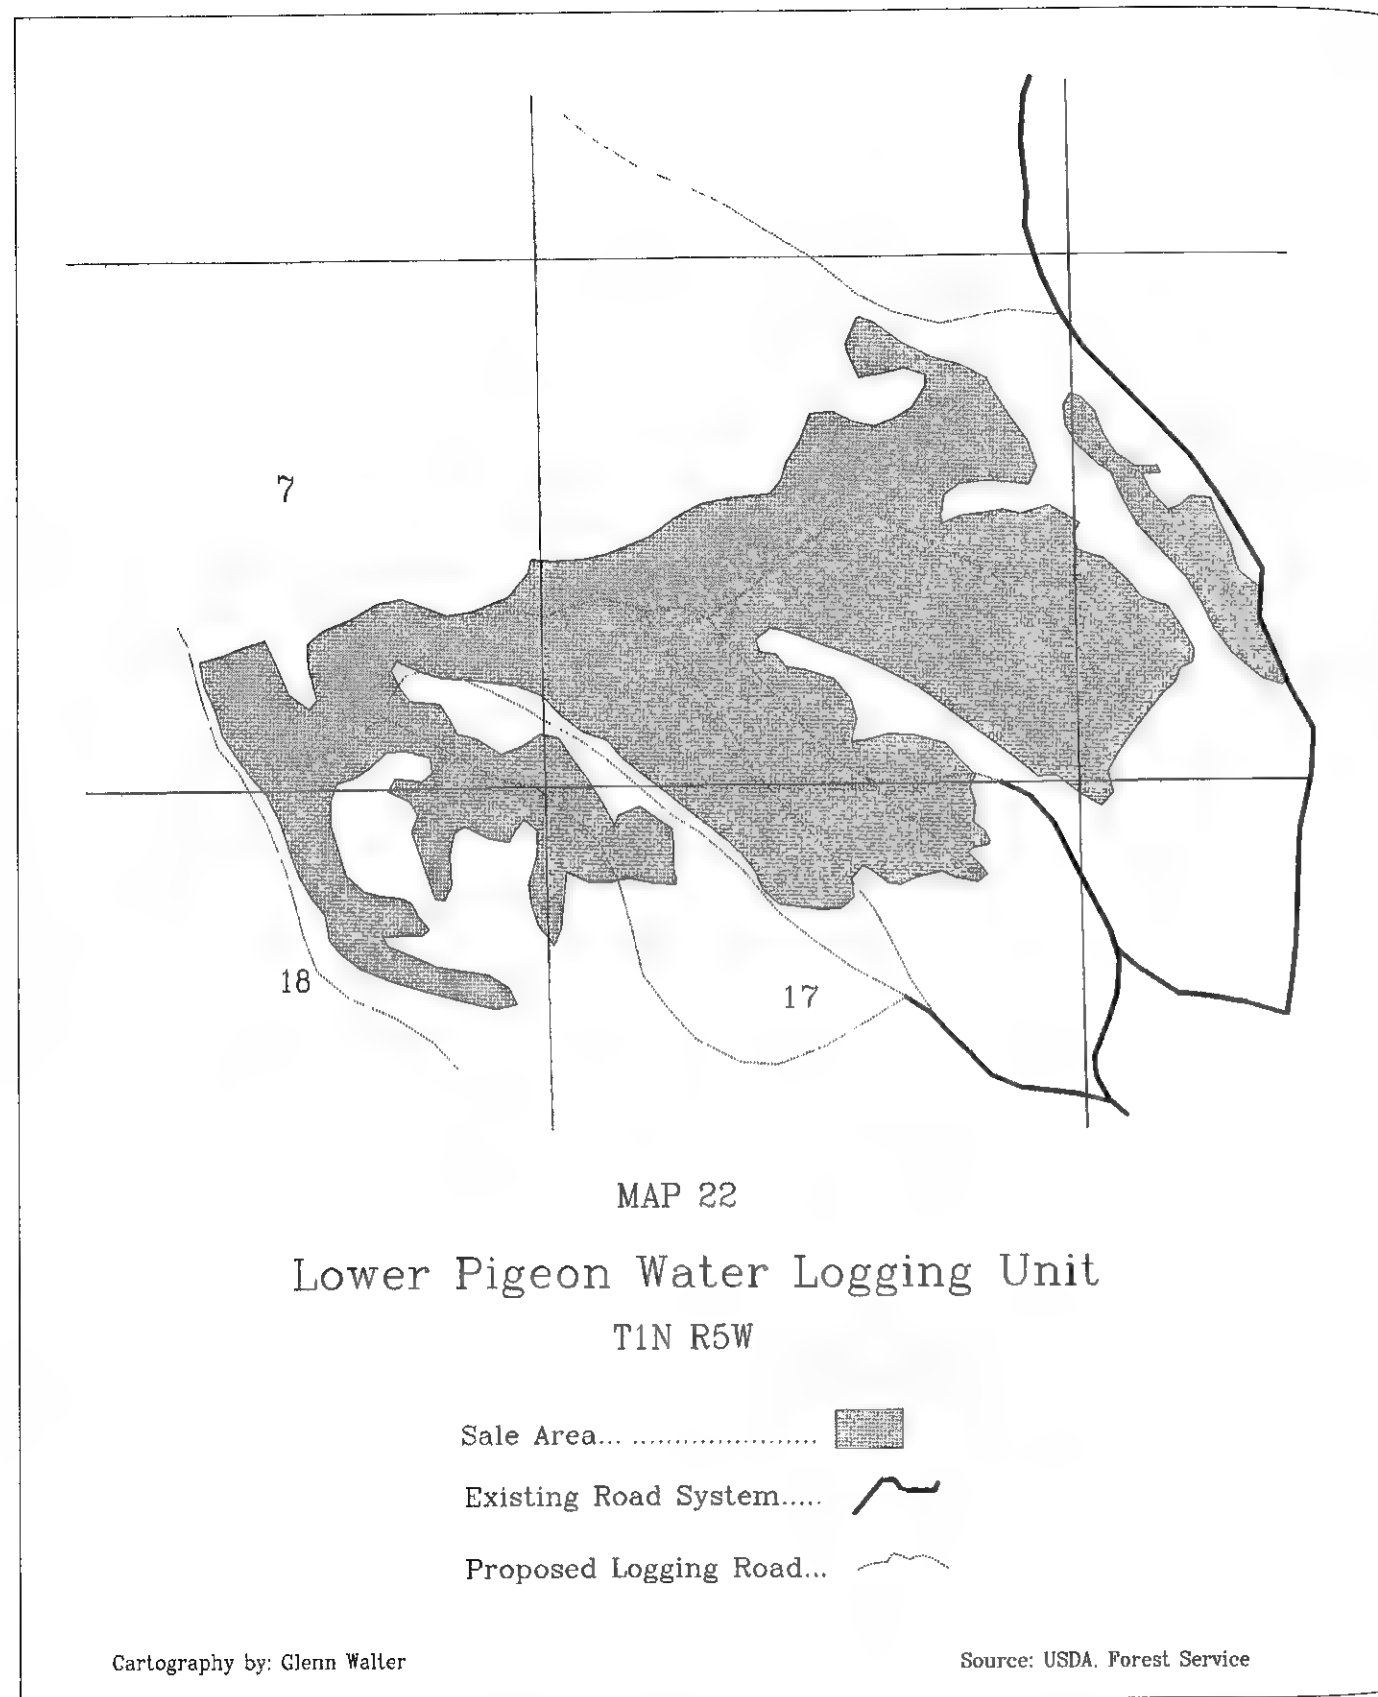 7
18
17
MAP 22
Lower Pigeon Water Logging Unit
T1N R5W
Sale Area... ......................
Existing Road System.....
Proposed Logging Road...
Cartography by: Glenn Walter
Source: USDA. Forest Service